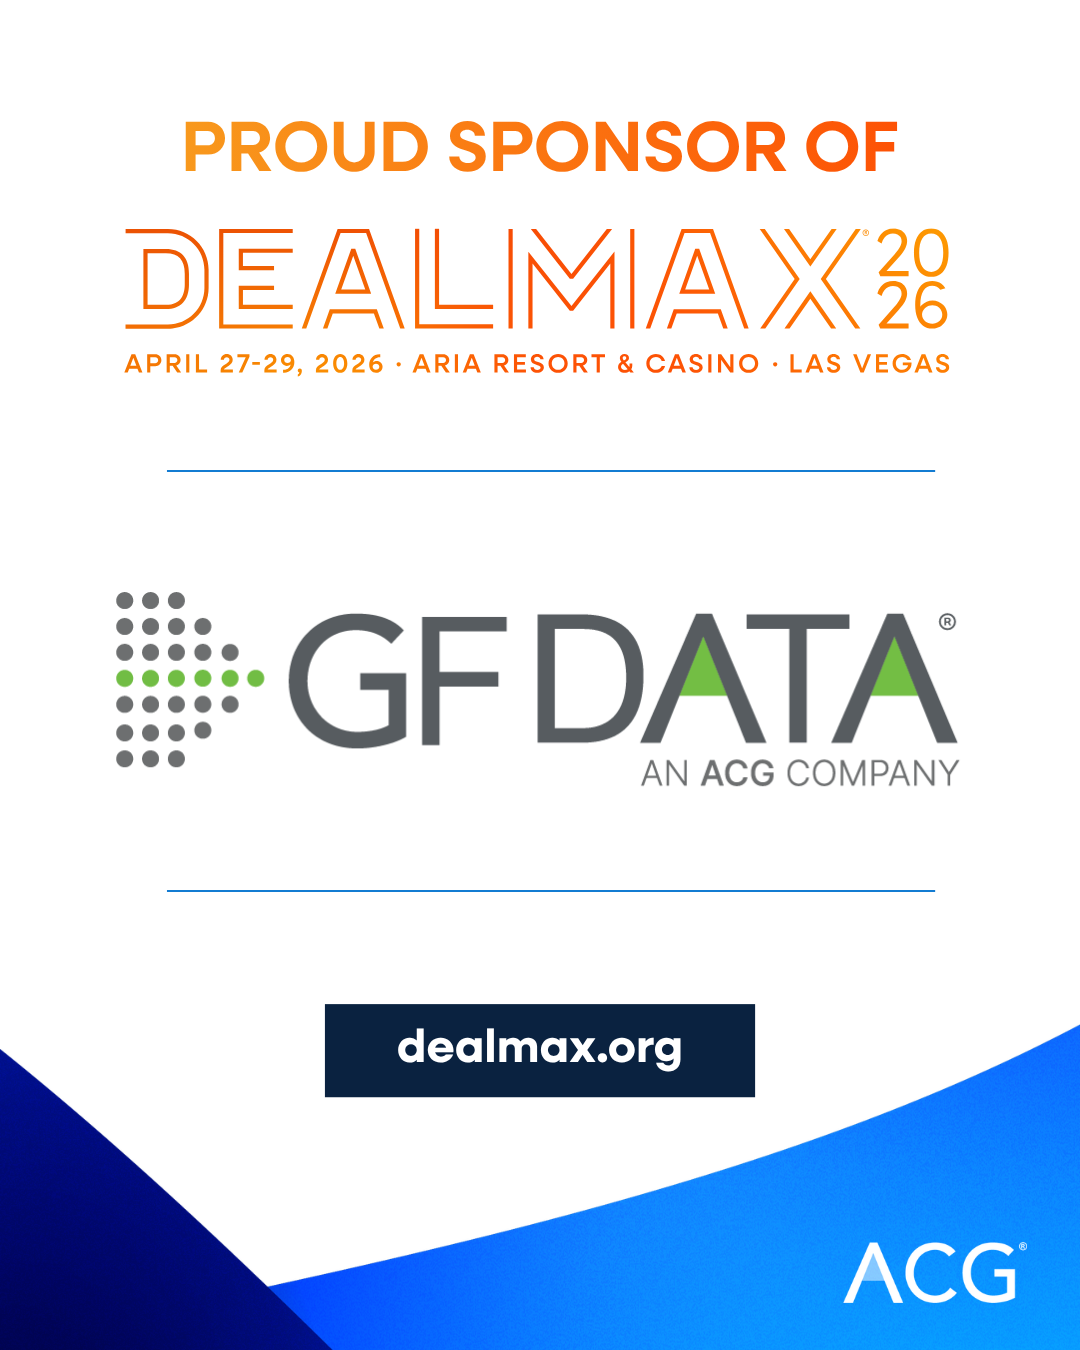 PROUD SPONSOR OF
DEALMAX® 2026
APRIL 27-29, 2026 · ARIA RESORT & CASINO · LAS VEGAS
GF DATA®
AN ACG COMPANY
dealmax.org
ACG®